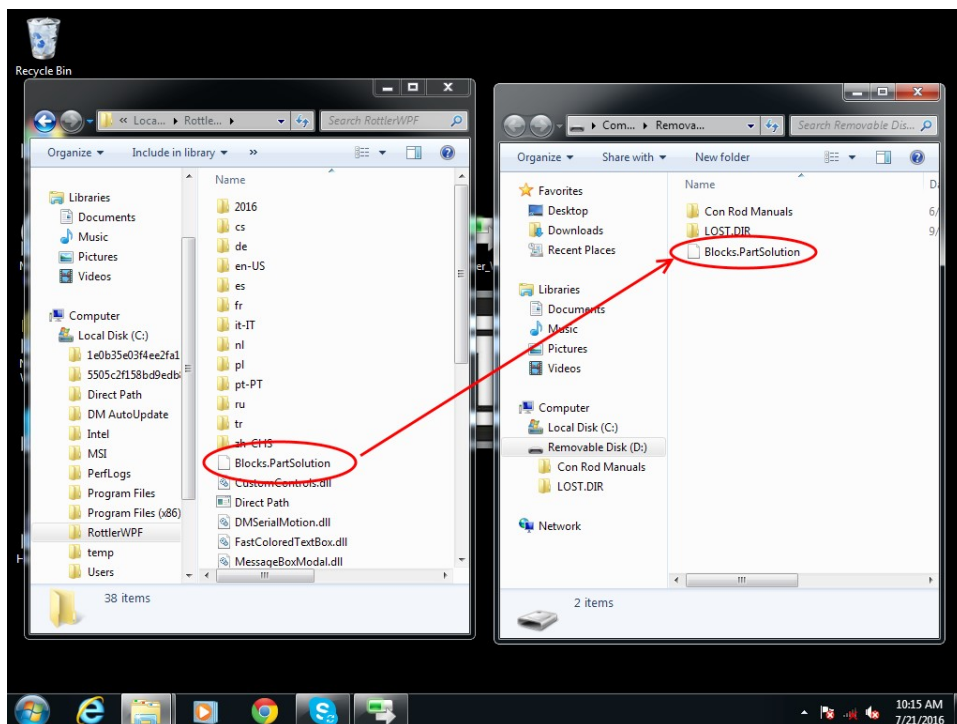 Recycle Bin
« Loca... Rottle...
Search RottlerWPF
Organize
Include in library
»
Libraries
Documents
Music
Pictures
Videos
Computer
Local Disk (C:)
1e0b35e03f4ee2fa1
5505c2f158bd9edb
Direct Path
DM AutoUpdate
Intel
MSI
PerfLogs
Program Files
Program Files (x86)
RottlerWPF
temp
Users
Name
2016
cs
de
en-US
es
fr
it-IT
nl
pl
pt-PT
ru
tr
zh-CHS
Blocks.PartSolution
CustomControls.dll
Direct Path
DMSerialMotion.dll
FastColoredTextBox.dll
MessageBoxModal.dll
38 items
Com... Remova...
Search Removable Dis...
Organize
Share with
New folder
Favorites
Desktop
Downloads
Recent Places
Libraries
Documents
Music
Pictures
Videos
Computer
Local Disk (C:)
Removable Disk (D:)
Con Rod Manuals
LOST.DIR
Network
Name
Con Rod Manuals
6/
LOST.DIR
9/
Blocks.PartSolution
2 items
10:15 AM
7/21/2016